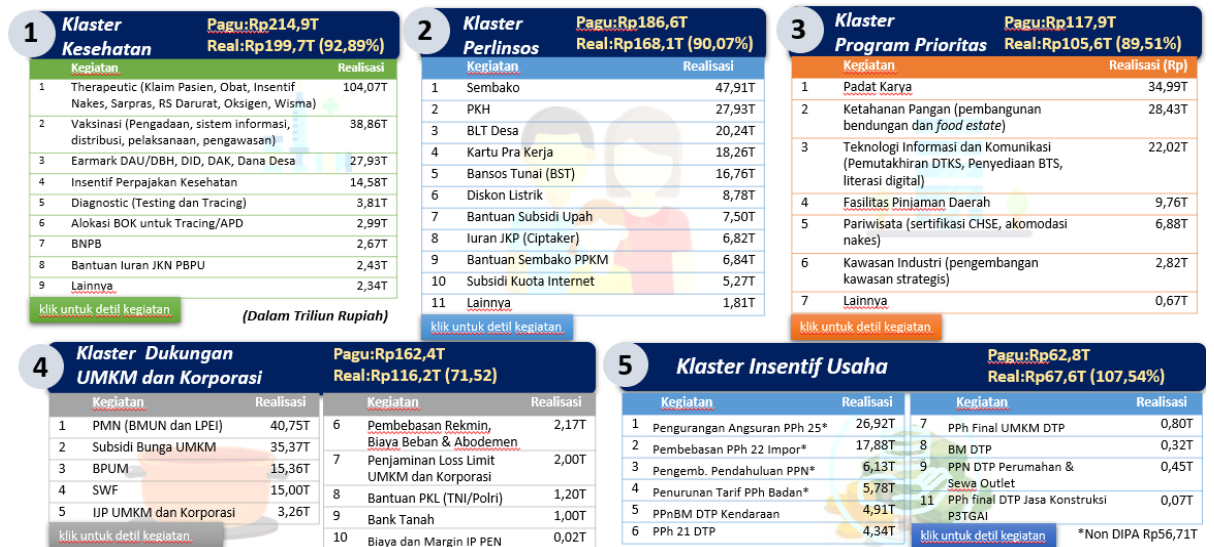 1
Klaster
Kesehatan
Pagu:Rp214,9T
Real:Rp199,7T (92,89%)
Kegiatan Realisasi
1 Therapeutic (Klaim Pasien, Obat, Insentif 104,07T
Nakes, Sarpras, RS Darurat, Oksigen, Wisma)
2 Vaksinasi (Pengadaan, sistem informasi, 38,86T
distribusi, pelaksanaan, pengawasan)
3 Earmark DAU/DBH, DID, DAK, Dana Desa 27,93T
4 Insentif Perpajakan Kesehatan 14,58T
5 Diagnostic (Testing dan Tracing) 3,81T
6 Alokasi BOK untuk Tracing/APD 2,99T
7 BNPB 2,67T
8 Bantuan Iuran JKN PBPU 2,43T
9 Lainnya 2,34T
klik untuk detil kegiatan
(Dalam Triliun Rupiah)
2
Klaster
Perlinsos
Pagu:Rp186,6T
Real:Rp168,1T (90,07%)
Kegiatan Realisasi
1 Sembako 47,91T
2 PKH 27,93T
3 BLT Desa 20,24T
4 Kartu Pra Kerja 18,26T
5 Bansos Tunai (BST) 16,76T
6 Diskon Listrik 8,78T
7 Bantuan Subsidi Upah 7,50T
8 Iuran JKP (Ciptaker) 6,82T
9 Bantuan Sembako PPKM 6,84T
10 Subsidi Kuota Internet 5,27T
11 Lainnya 1,81T
klik untuk detil kegiatan
3
Klaster
Program Prioritas
Pagu:Rp117,9T
Real:Rp105,6T (89,51%)
Kegiatan Realisasi (Rp)
1 Padat Karya 34,99T
2 Ketahanan Pangan (pembangunan 28,43T
bendungan dan food estate)
3 Teknologi Informasi dan Komunikasi 22,02T
(Pemutakhiran DTKS, Penyediaan BTS,
literasi digital)
4 Fasilitas Pinjaman Daerah 9,76T
5 Pariwisata (sertifikasi CHSE, akomodasi 6,88T
nakes)
6 Kawasan Industri (pengembangan 2,82T
kawasan strategis)
7 Lainnya 0,67T
klik untuk detil kegiatan
4
Klaster Dukungan
UMKM dan Korporasi
Pagu:Rp162,4T
Real:Rp116,2T (71,52)
Kegiatan Realisasi
1 PMN (BMUN dan LPEI) 40,75T
2 Subsidi Bunga UMKM 35,37T
3 BPUM 15,36T
4 SWF 15,00T
5 IJP UMKM dan Korporasi 3,26T
klik untuk detil kegiatan
Kegiatan Realisasi
6 Pembebasan Rekmin, 2,17T
Biaya Beban & Abodemen
7 Penjaminan Loss Limit 2,00T
UMKM dan Korporasi
8 Bantuan PKL (TNI/Polri) 1,20T
9 Bank Tanah 1,00T
10 Biaya dan Margin IP PEN 0,02T
5
Klaster Insentif Usaha
Pagu:Rp62,8T
Real:Rp67,6T (107,54%)
Kegiatan Realisasi
1 Pengurangan Angsuran PPh 25* 26,92T
2 Pembebasan PPh 22 Impor* 17,88T
3 Pengemb. Pendahuluan PPN* 6,13T
4 Penurunan Tarif PPh Badan* 5,78T
5 PPnBM DTP Kendaraan 4,91T
6 PPh 21 DTP 4,34T
Kegiatan Realisasi
7 PPh Final UMKM DTP 0,80T
8 BM DTP 0,32T
9 PPN DTP Perumahan & 0,45T
Sewa Outlet
11 PPh final DTP Jasa Konstruksi 0,07T
P3TGAI
klik untuk detil kegiatan
*Non DIPA Rp56,71T